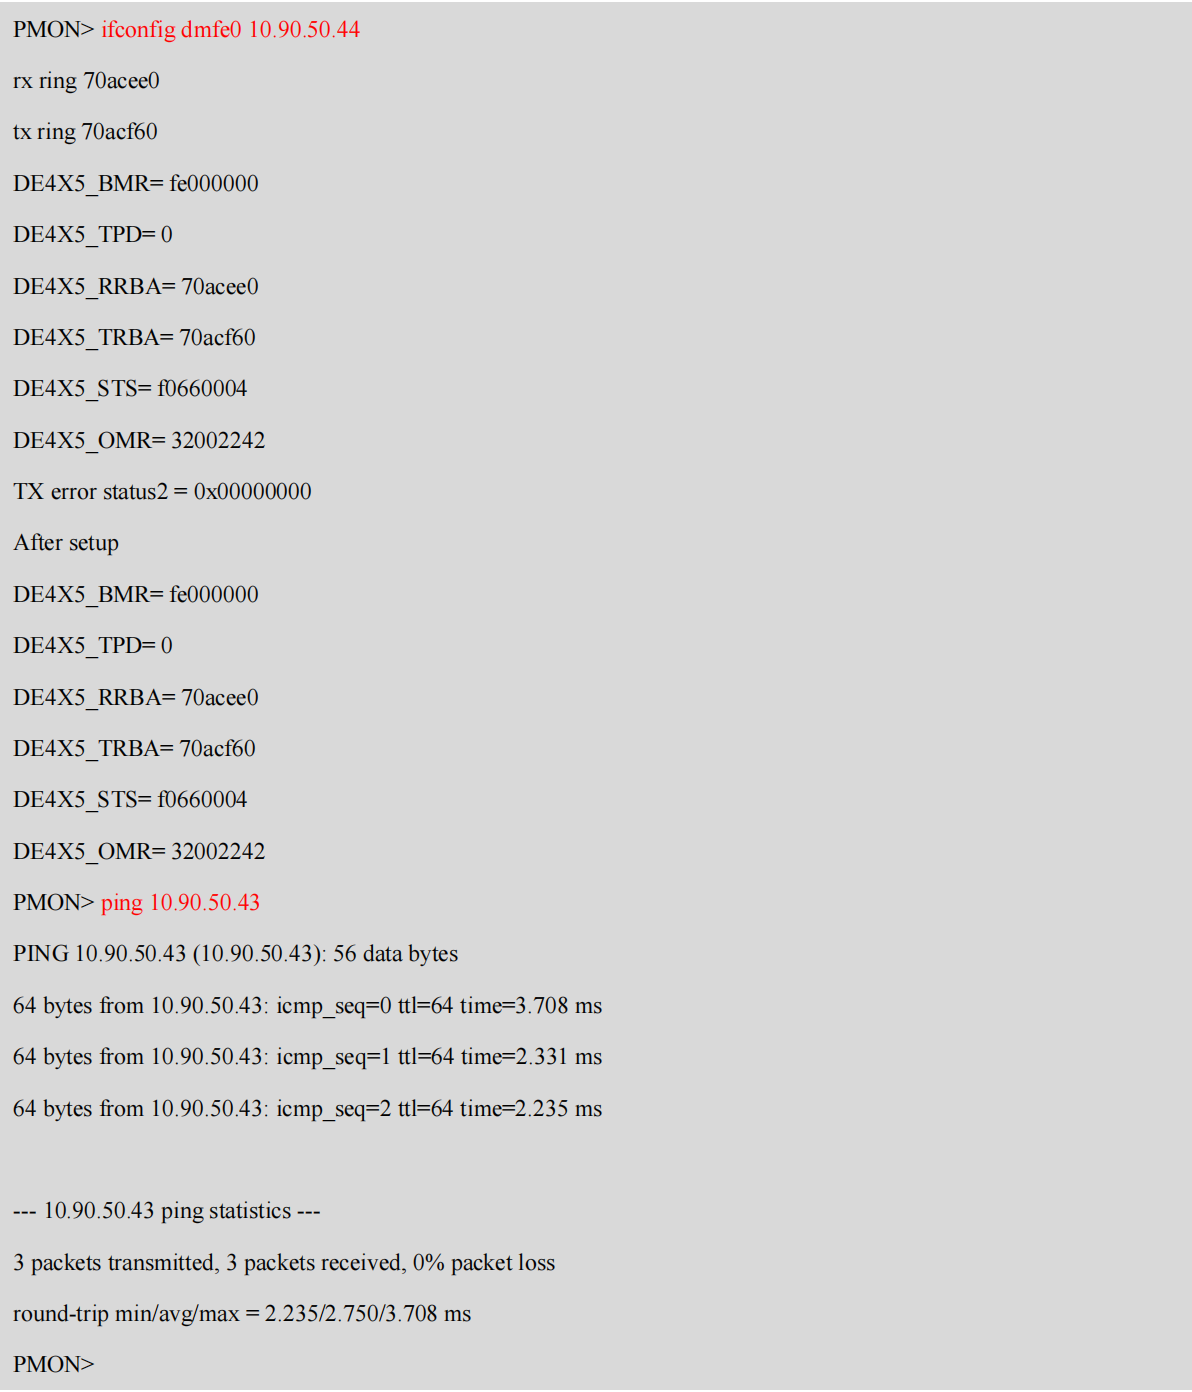 PMON> ifconfig dmfe0 10.90.50.44
rx ring 70acee0
tx ring 70acf60
DE4X5_BMR= fe000000
DE4X5_TPD= 0
DE4X5_RRBA= 70acee0
DE4X5_TRBA= 70acf60
DE4X5_STS= f0660004
DE4X5_OMR= 32002242
TX error status2 = 0x00000000
After setup
DE4X5_BMR= fe000000
DE4X5_TPD= 0
DE4X5_RRBA= 70acee0
DE4X5_TRBA= 70acf60
DE4X5_STS= f0660004
DE4X5_OMR= 32002242
PMON> ping 10.90.50.43
PING 10.90.50.43 (10.90.50.43): 56 data bytes
64 bytes from 10.90.50.43: icmp_seq=0 ttl=64 time=3.708 ms
64 bytes from 10.90.50.43: icmp_seq=1 ttl=64 time=2.331 ms
64 bytes from 10.90.50.43: icmp_seq=2 ttl=64 time=2.235 ms
--- 10.90.50.43 ping statistics ---
3 packets transmitted, 3 packets received, 0% packet loss
round-trip min/avg/max = 2.235/2.750/3.708 ms
PMON>